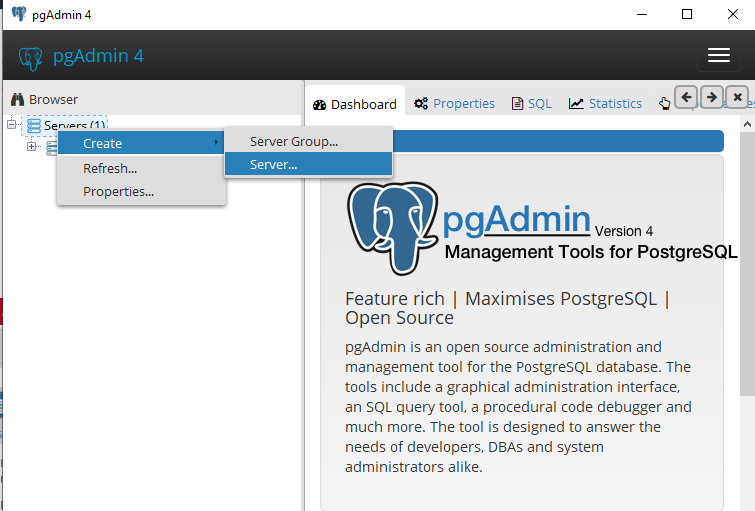 pgAdmin 4
pgAdmin 4
Browser
Servers (1)
Create
Refresh...
Properties...
Server Group...
Server...
Dashboard
Properties
SQL
Statistics
pgAdmin Version 4
Management Tools for PostgreSQL
Feature rich | Maximises PostgreSQL |
Open Source
pgAdmin is an open source administration and
management tool for the PostgreSQL database. The
tools include a graphical administration interface,
an SQL query tool, a procedural code debugger and
much more. The tool is designed to answer the
needs of developers, DBAs and system
administrators alike.